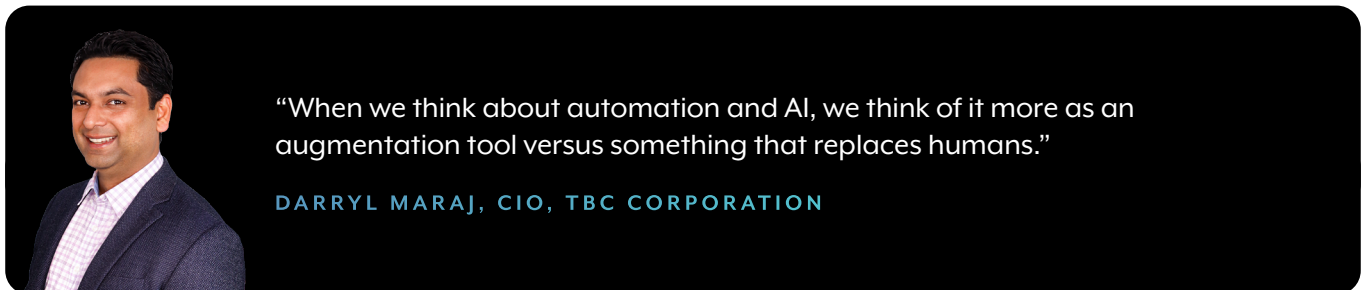 “When we think about automation and AI, we think of it more as an
augmentation tool versus something that replaces humans.”
DARRYL MARAJ, CIO, TBC CORPORATION